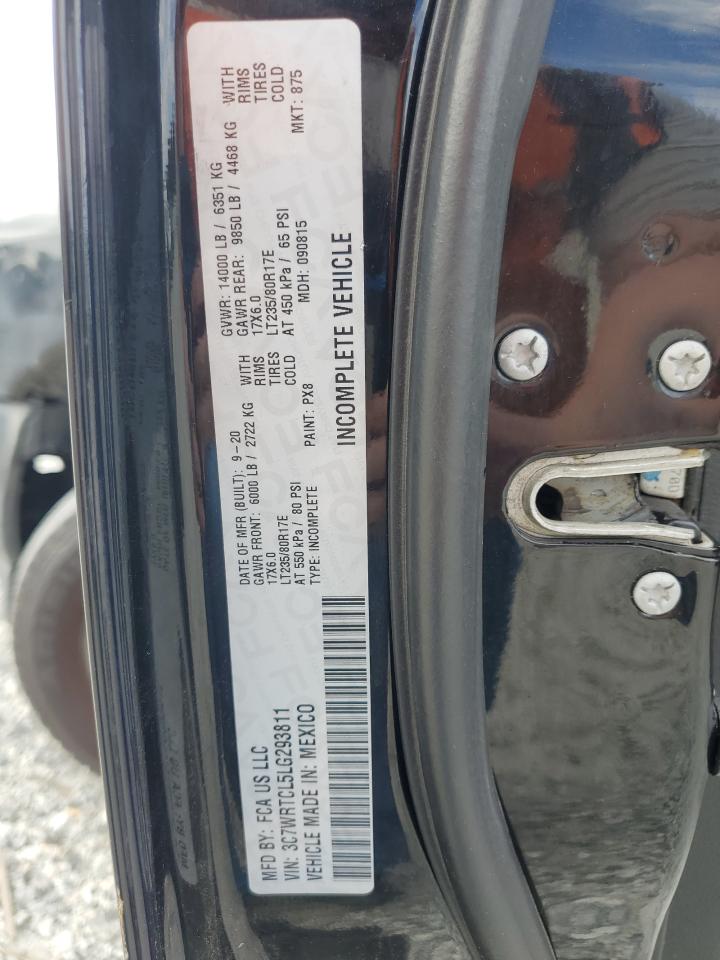 MFD BY: FCA US LLC
DATE OF MFR (BUILT): 9-20
GVWR: 14000 LB / 6351 KG
GAWR FRONT: 6000 LB / 2722 KG WITH
GAWR REAR: 9850 LB / 4468 KG WITH
17X6.0 RIMS
17X6.0 RIMS
LT235/80R17E TIRES
LT235/80R17E TIRES
AT 550 kPa / 80 PSI COLD
AT 450 kPa / 65 PSI COLD
VIN: 3C7WRTCL5LG293811
TYPE: INCOMPLETE
PAINT: PX8
MDH: 090815
MKT: 875
VEHICLE MADE IN: MEXICO
INCOMPLETE VEHICLE